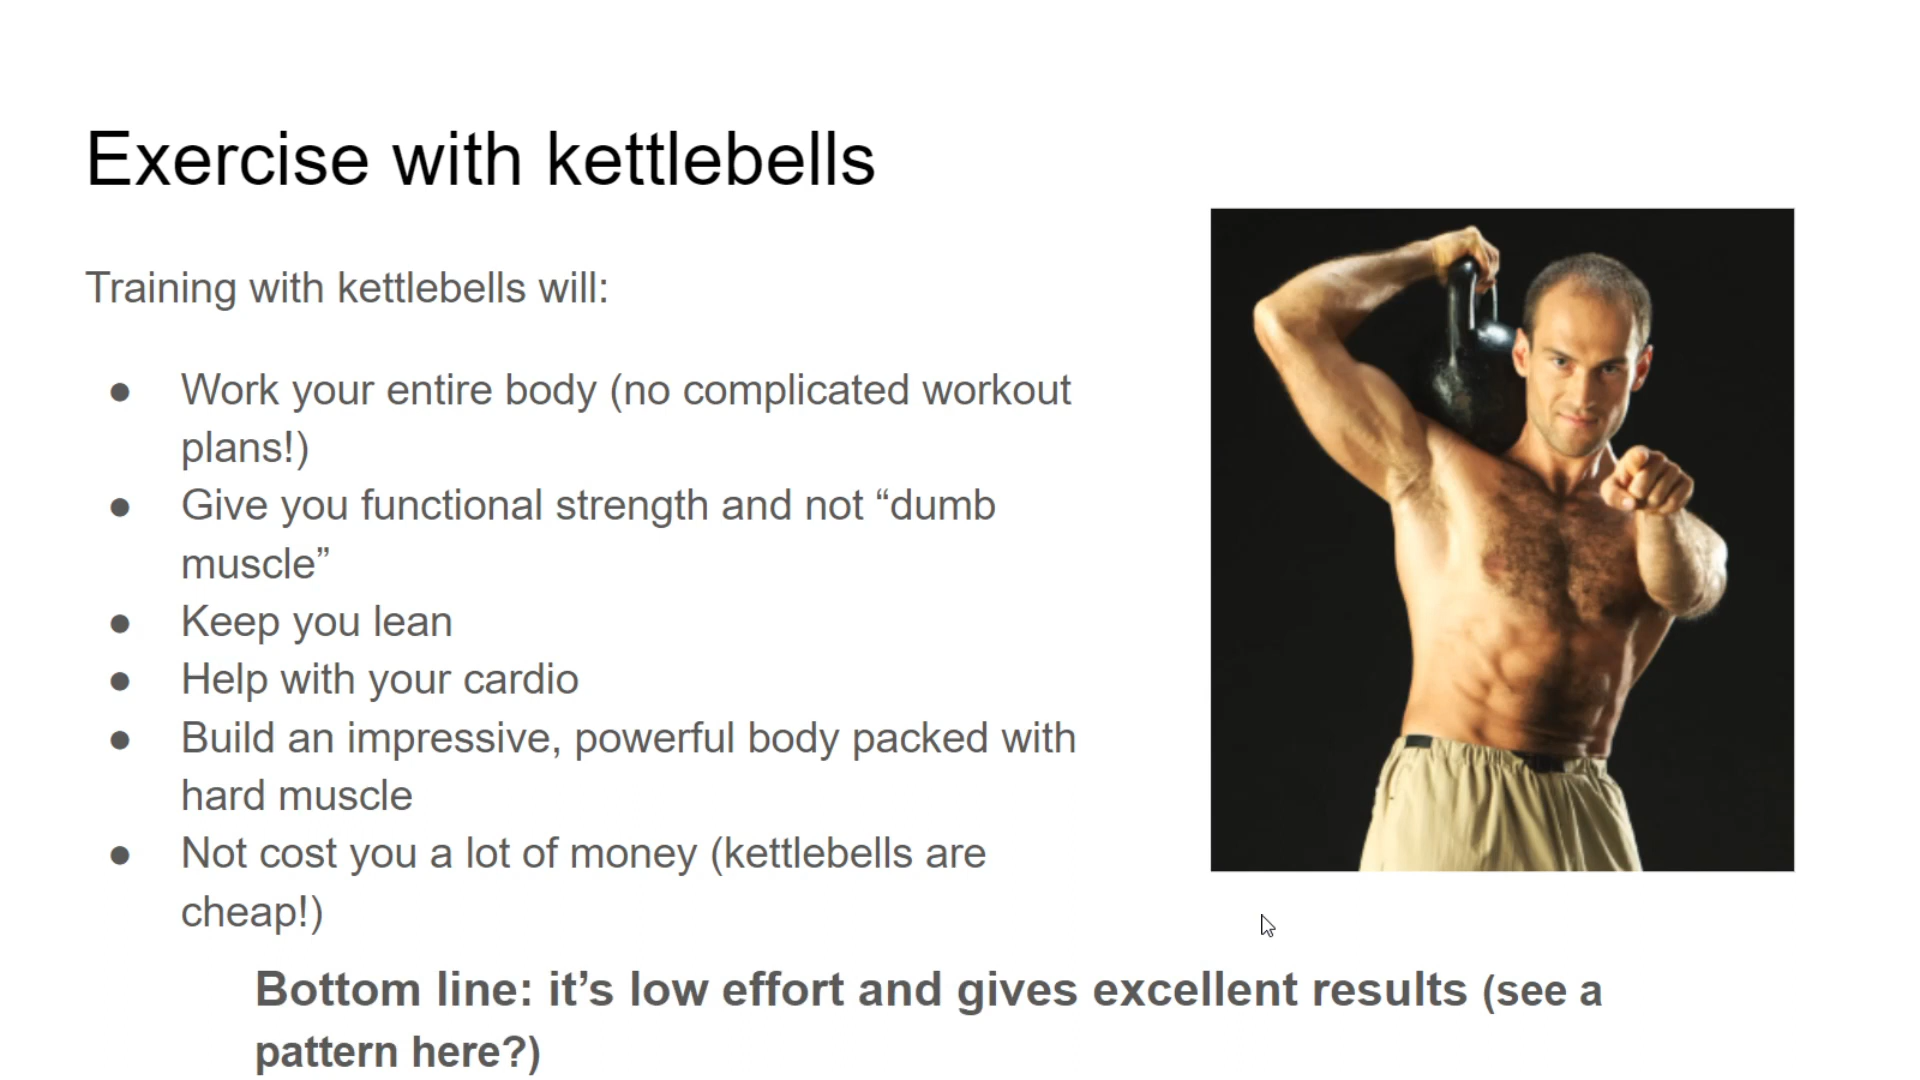 Exercise with kettlebells
Training with kettlebells will:
● Work your entire body (no complicated workout
plans!)
● Give you functional strength and not “dumb
muscle”
● Keep you lean
● Help with your cardio
● Build an impressive, powerful body packed with
hard muscle
● Not cost you a lot of money (kettlebells are
cheap!)
Bottom line: it’s low effort and gives excellent results (see a
pattern here?)